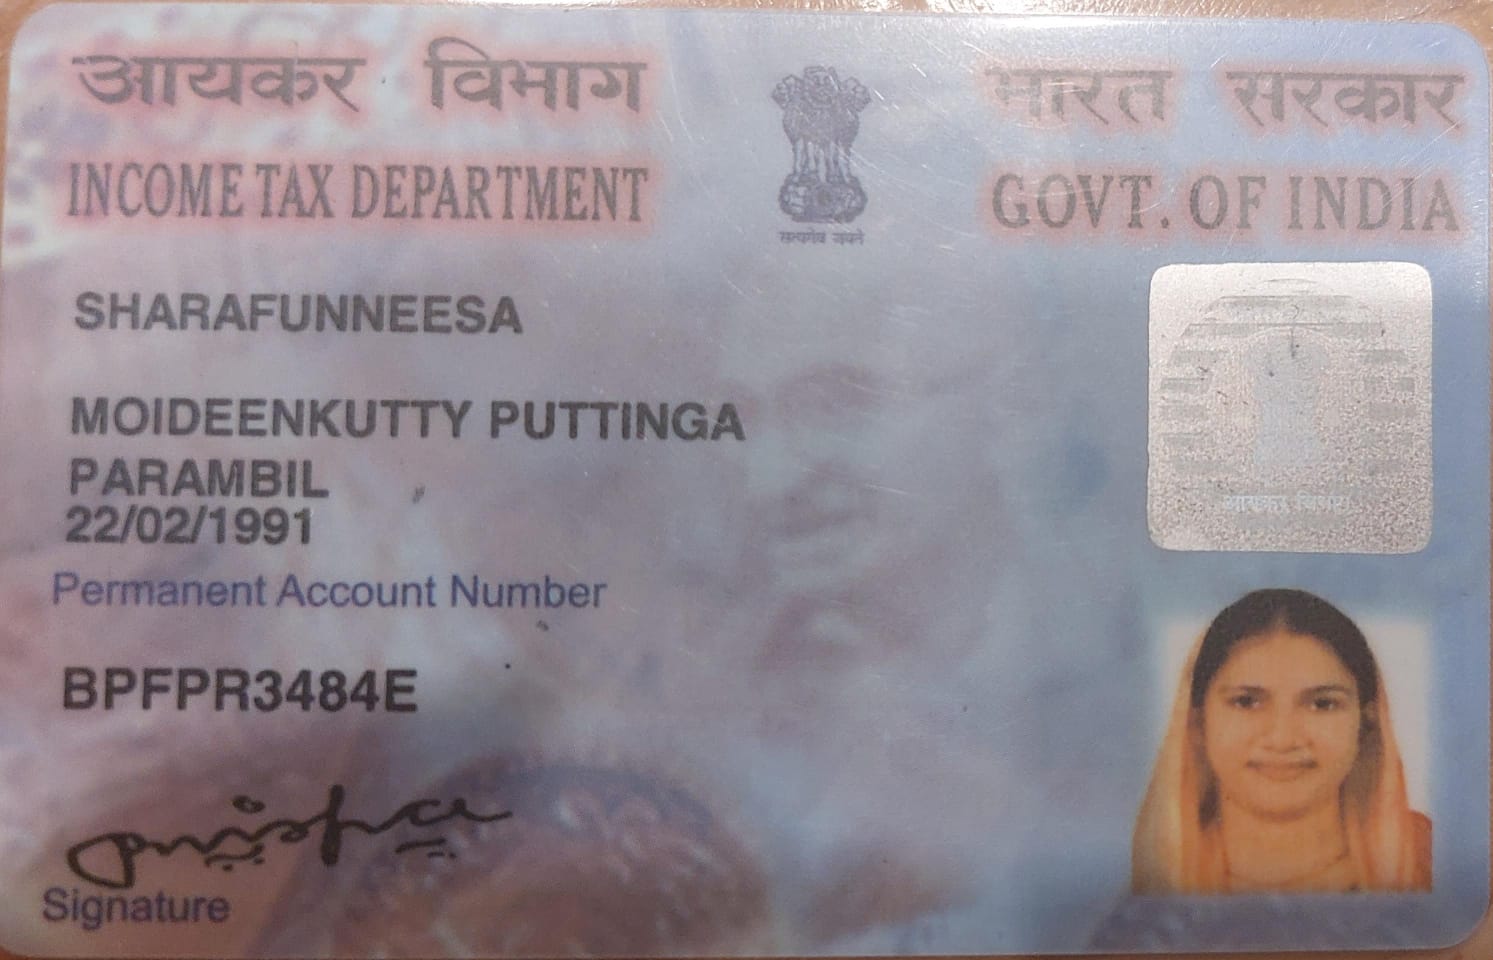 आयकर विभाग
INCOME TAX DEPARTMENT
भारत सरकार
GOVT. OF INDIA
सत्यमेव जयते
SHARAFUNNEESA
MOIDEENKUTTY PUTTINGA
PARAMBIL
22/02/1991
Permanent Account Number
BPFPR3484E
Signature
आयकर विभाग